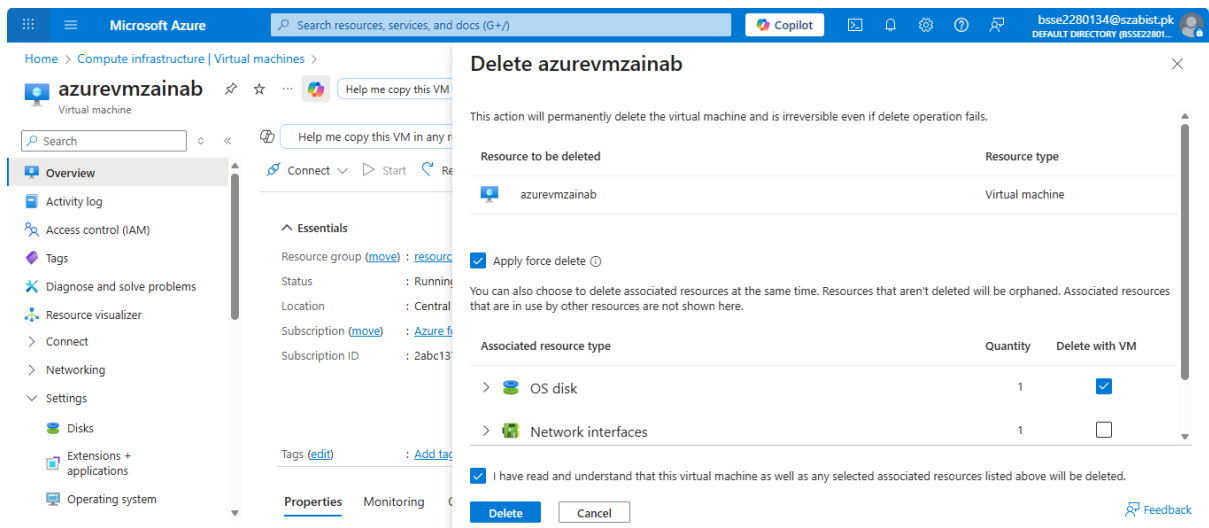 Microsoft Azure
Search resources, services, and docs (G+/)
Copilot
bsse2280134@szabist.pk
DEFAULT DIRECTORY (BSSE22801...
Home > Compute infrastructure | Virtual machines >
azurevmzainab
Virtual machine
Help me copy this VM
Search
Help me copy this VM in any r
Overview
Activity log
Access control (IAM)
Tags
Diagnose and solve problems
Resource visualizer
Connect
Networking
Settings
Disks
Extensions +
applications
Operating system
Connect Start Re
Essentials
Resource group (move) : resourc
Status : Running
Location : Central
Subscription (move) : Azure fo
Subscription ID : 2abc137
Tags (edit) : Add tag
Properties Monitoring
Delete azurevmzainab
This action will permanently delete the virtual machine and is irreversible even if delete operation fails.
Resource to be deleted Resource type
azurevmzainab Virtual machine
Apply force delete
You can also choose to delete associated resources at the same time. Resources that aren't deleted will be orphaned. Associated resources
that are in use by other resources are not shown here.
Associated resource type Quantity Delete with VM
OS disk 1
Network interfaces 1
I have read and understand that this virtual machine as well as any selected associated resources listed above will be deleted.
Delete Cancel
Feedback